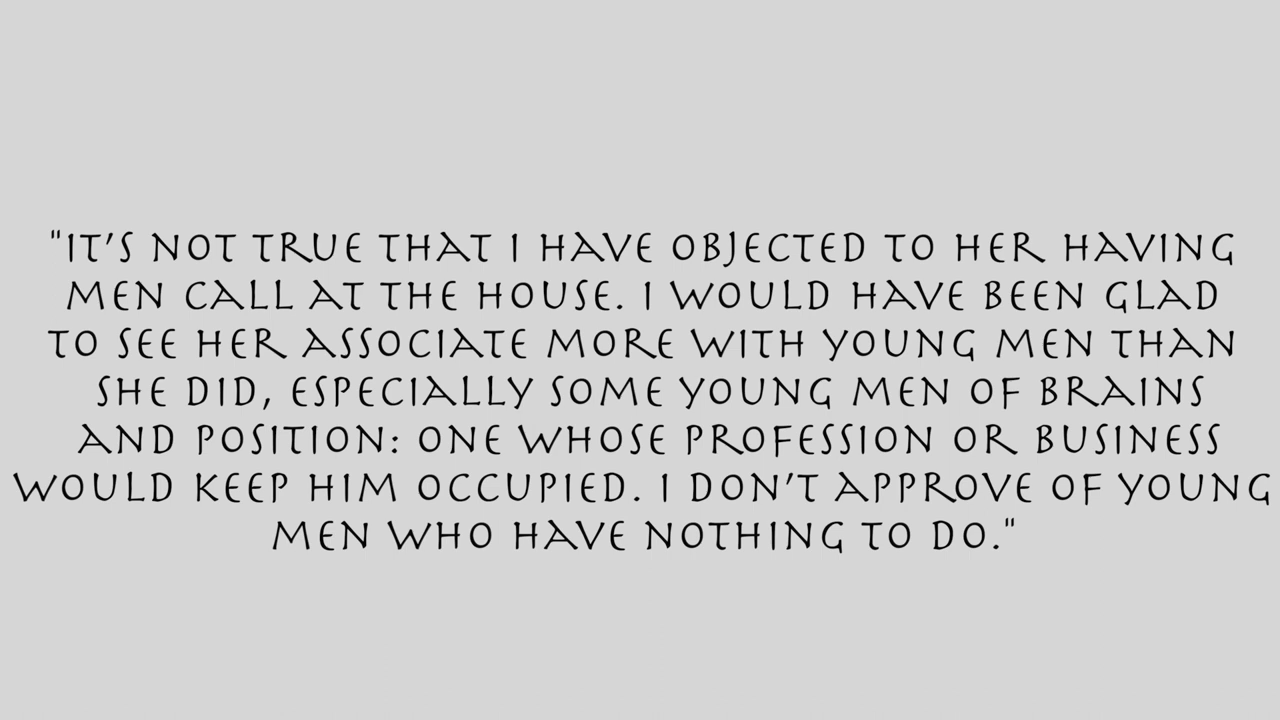 "IT'S NOT TRUE THAT I HAVE OBJECTED TO HER HAVING
MEN CALL AT THE HOUSE. I WOULD HAVE BEEN GLAD
TO SEE HER ASSOCIATE MORE WITH YOUNG MEN THAN
SHE DID, ESPECIALLY SOME YOUNG MEN OF BRAINS
AND POSITION: ONE WHOSE PROFESSION OR BUSINESS
WOULD KEEP HIM OCCUPIED. I DON'T APPROVE OF YOUNG
MEN WHO HAVE NOTHING TO DO."